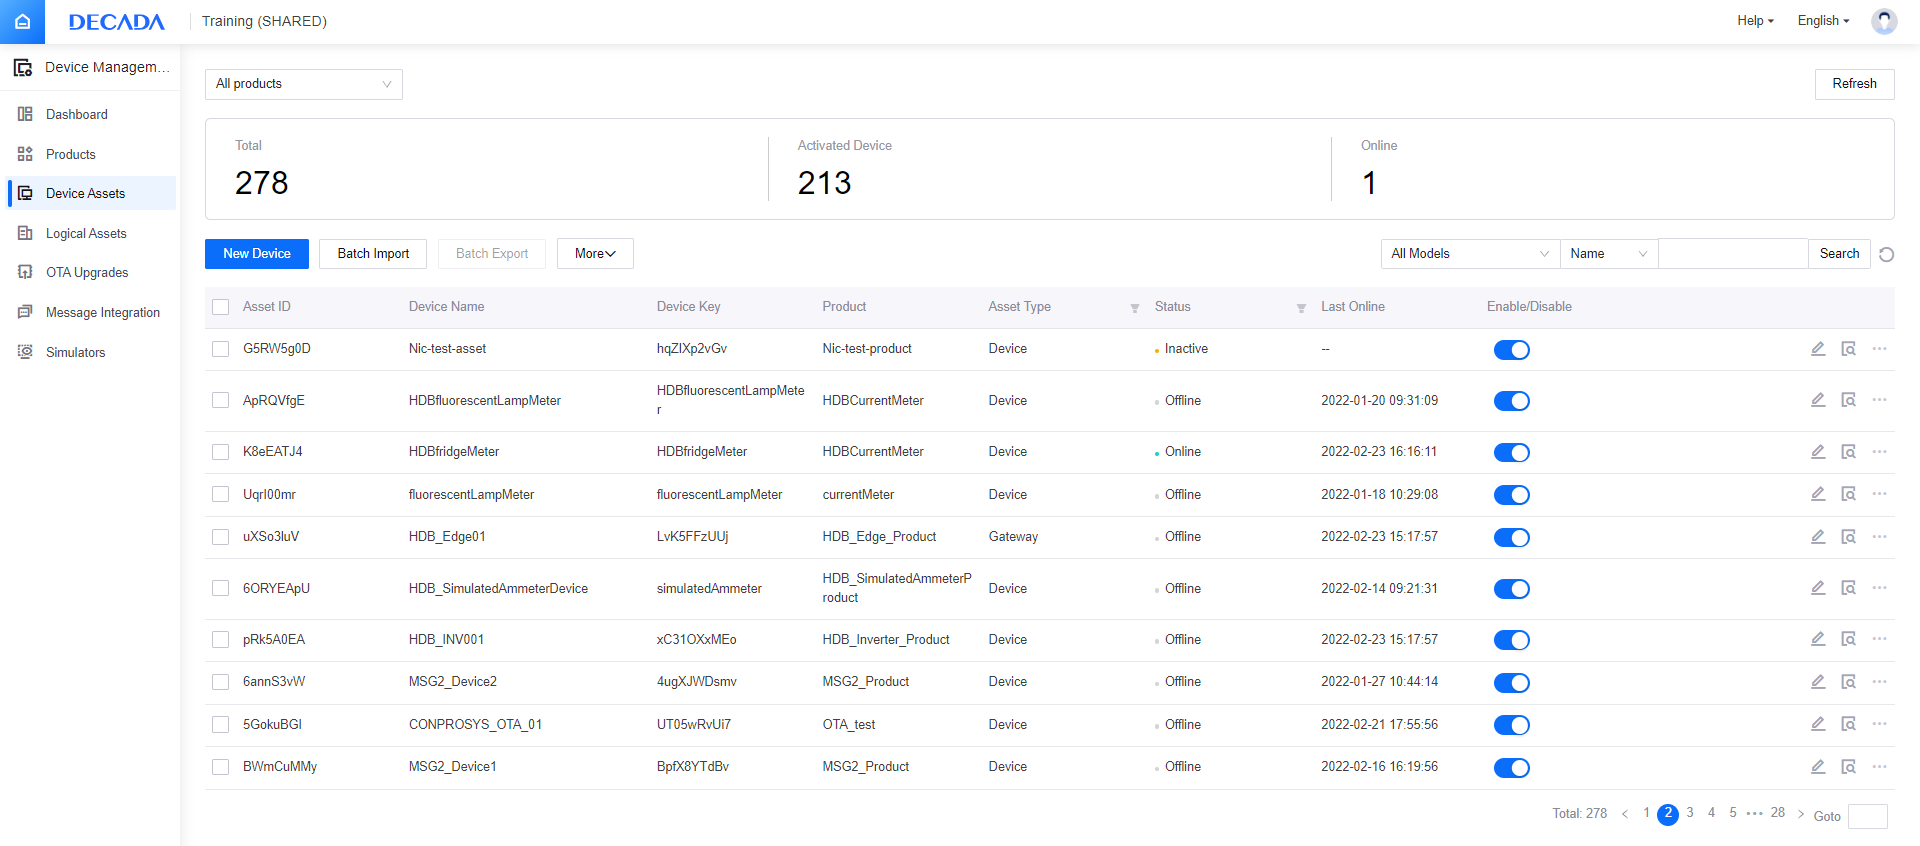 DECADA
Training (SHARED)
Help
English
Device Managem...
Dashboard
Products
Device Assets
Logical Assets
OTA Upgrades
Message Integration
Simulators
All products
Refresh
Total
278
Activated Device
213
Online
1
New Device
Batch Import
Batch Export
More
All Models
Name
Search
Asset ID Device Name Device Key Product Asset Type Status Last Online Enable/Disable
G5RW5g0D Nic-test-asset hqZIXp2vGv Nic-test-product Device Inactive --
ApRQVfgE HDBfluorescentLampMeter HDBfluorescentLampMete
r HDBCurrentMeter Device Offline 2022-01-20 09:31:09
K8eEATJ4 HDBfridgeMeter HDBfridgeMeter HDBCurrentMeter Device Online 2022-02-23 16:16:11
UqrI00mr fluorescentLampMeter fluorescentLampMeter currentMeter Device Offline 2022-01-18 10:29:08
uXSo3IuV HDB_Edge01 LvK5FFzUUj HDB_Edge_Product Gateway Offline 2022-02-23 15:17:57
6ORYEApU HDB_SimulatedAmmeterDevice simulatedAmmeter HDB_SimulatedAmmeterP
roduct Device Offline 2022-02-14 09:21:31
pRk5A0EA HDB_INV001 xC31OXxMEo HDB_Inverter_Product Device Offline 2022-02-23 15:17:57
6annS3vW MSG2_Device2 4ugXJWDsmv MSG2_Product Device Offline 2022-01-27 10:44:14
5GokuBGI CONPROSYS_OTA_01 UT05wRvUi7 OTA_test Device Offline 2022-02-21 17:55:56
BWmCuMMy MSG2_Device1 BpfX8YTdBv MSG2_Product Device Offline 2022-02-16 16:19:56
Total: 278 < 1 2 3 4 5 ••• 28 > Goto